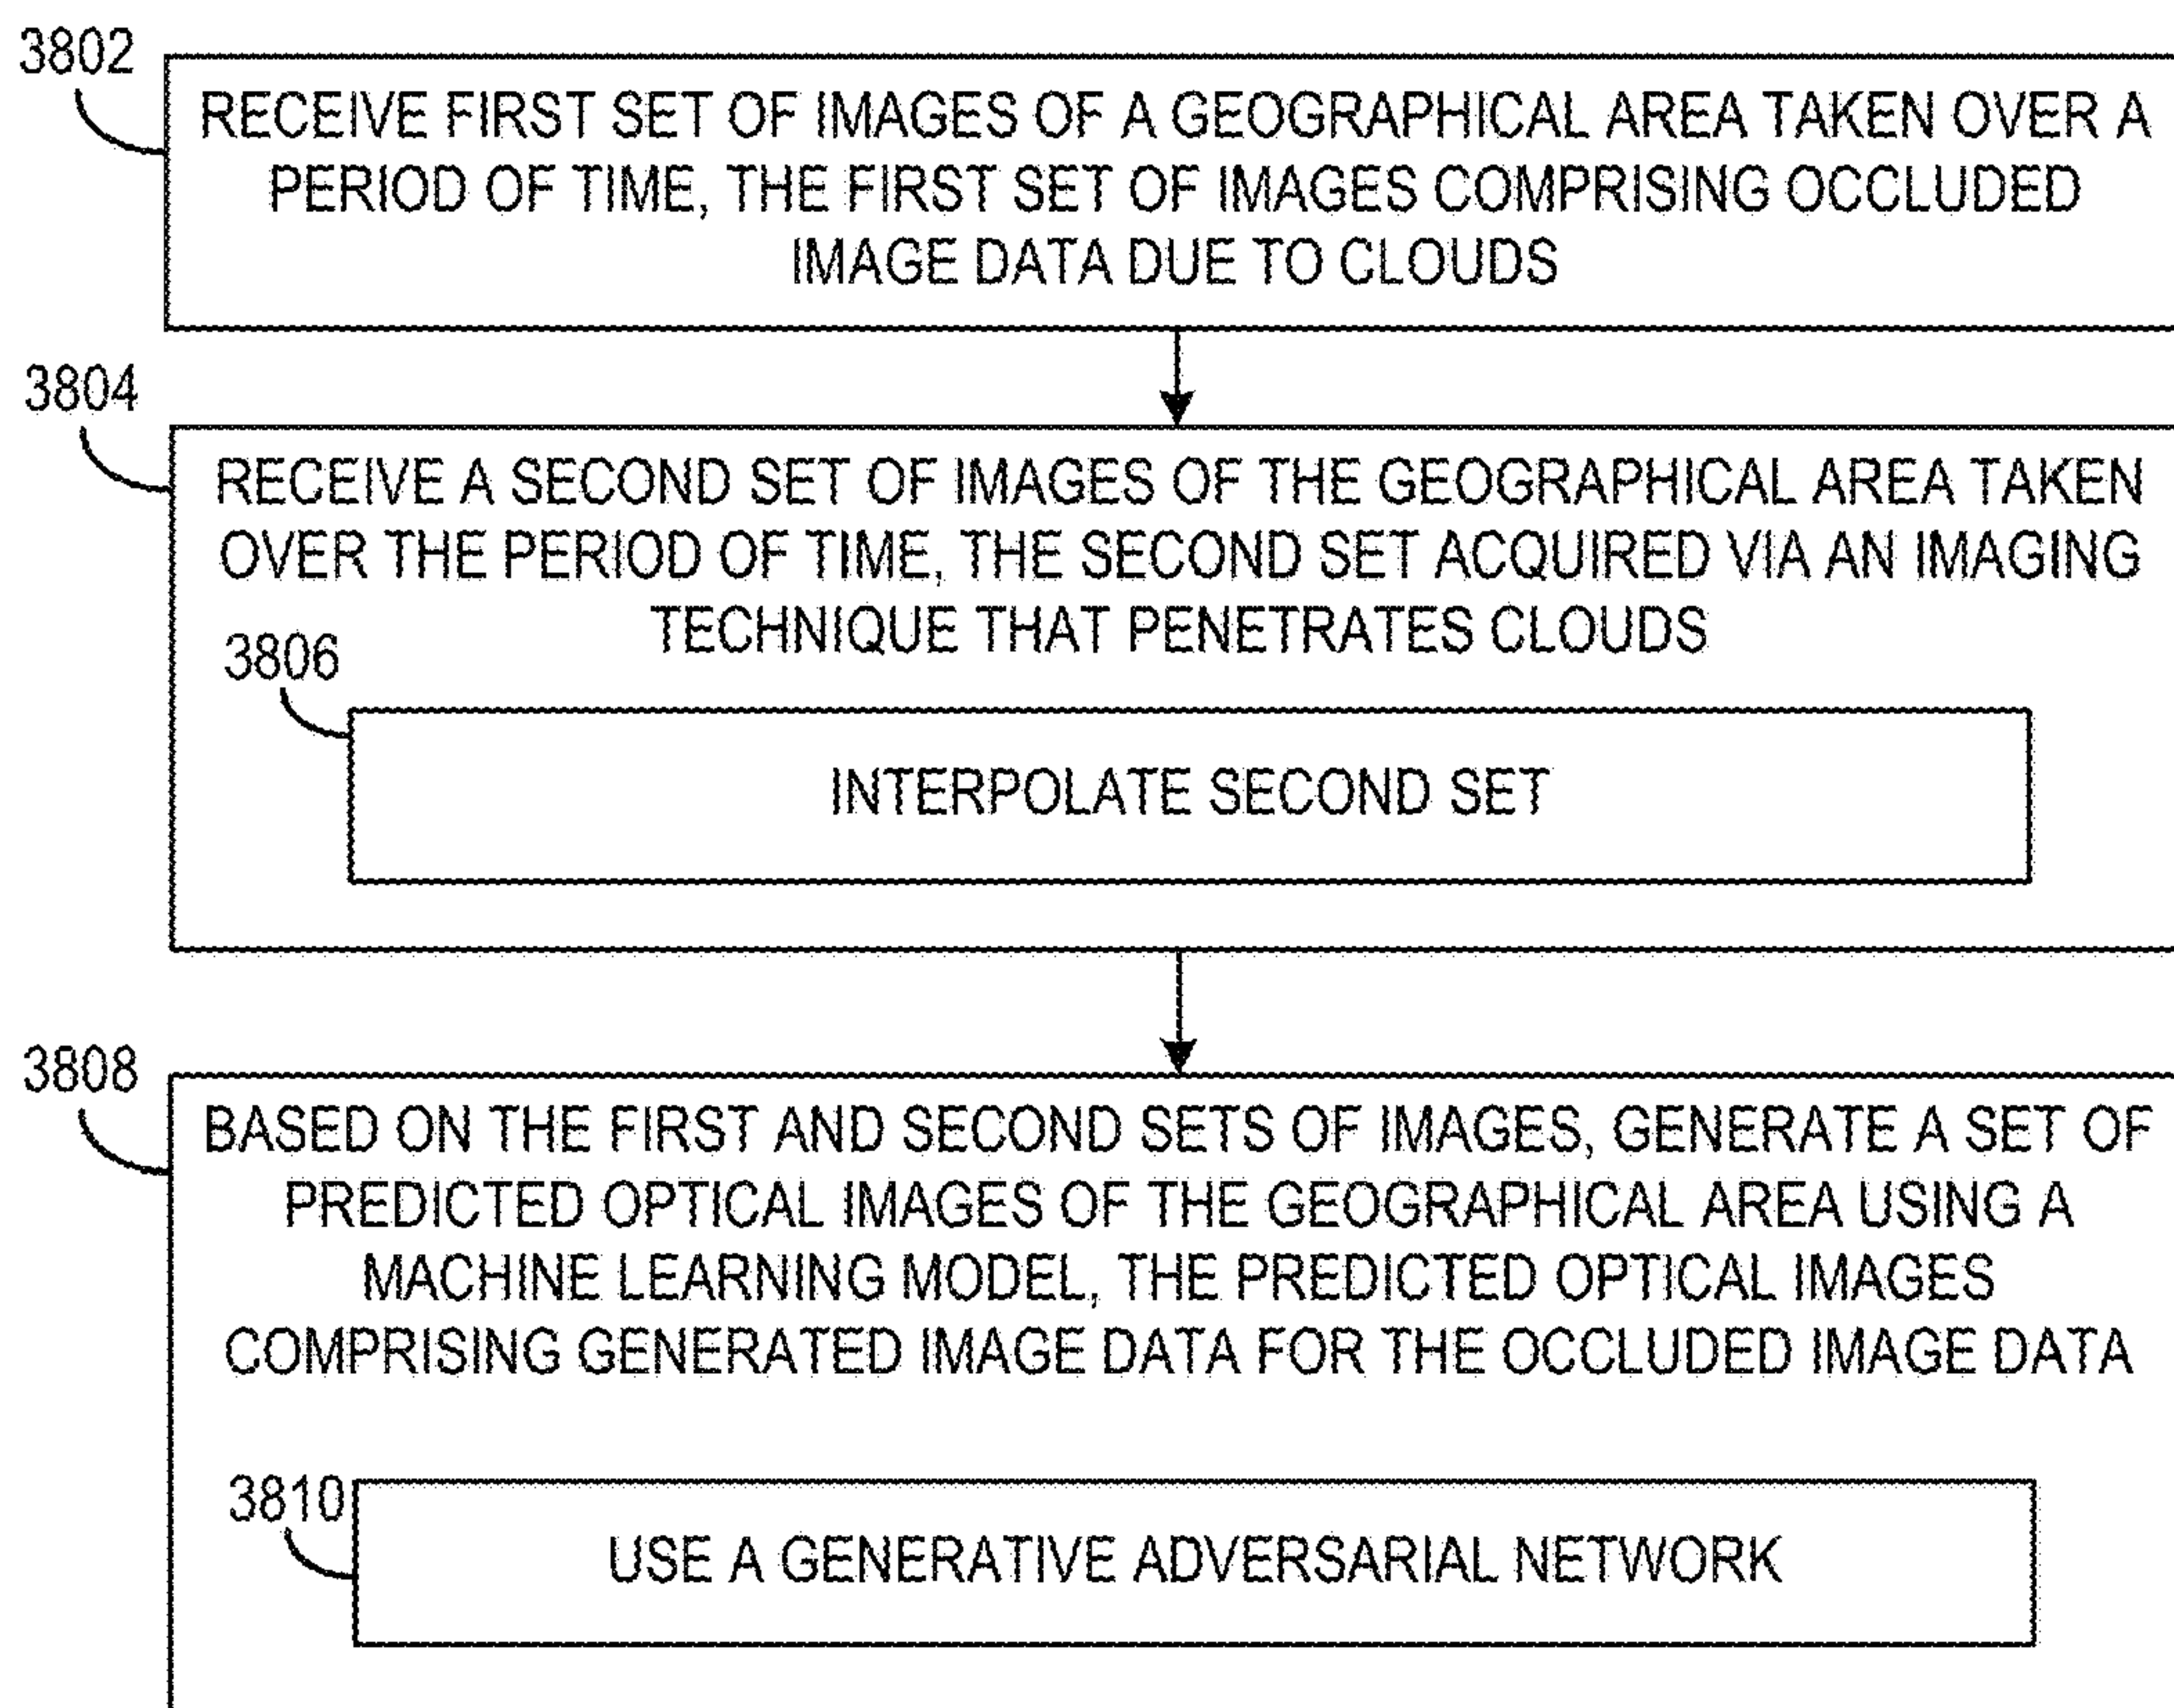 3802
RECEIVE FIRST SET OF IMAGES OF A GEOGRAPHICAL AREA TAKEN OVER A
PERIOD OF TIME, THE FIRST SET OF IMAGES COMPRISING OCCLUDED
IMAGE DATA DUE TO CLOUDS
3804
RECEIVE A SECOND SET OF IMAGES OF THE GEOGRAPHICAL AREA TAKEN
OVER THE PERIOD OF TIME, THE SECOND SET ACQUIRED VIA AN IMAGING
TECHNIQUE THAT PENETRATES CLOUDS
3806
INTERPOLATE SECOND SET
3808
BASED ON THE FIRST AND SECOND SETS OF IMAGES, GENERATE A SET OF
PREDICTED OPTICAL IMAGES OF THE GEOGRAPHICAL AREA USING A
MACHINE LEARNING MODEL, THE PREDICTED OPTICAL IMAGES
COMPRISING GENERATED IMAGE DATA FOR THE OCCLUDED IMAGE DATA
3810
USE A GENERATIVE ADVERSARIAL NETWORK